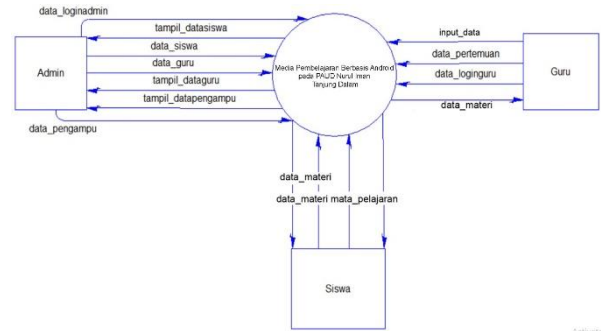 data_loginadmin
tampil_datasiswa
data_siswa
data_guru
tampil_dataguru
tampil_datapengampu
data_pengampu
Admin
Media Pembelajaran Berbasis Android
pada PAUD Nurul Iman
Tanjung Dalam
input_data
data_pertemuan
data_loginguru
data_materi
Guru
data_materi
data_materi mata_pelajaran
Siswa